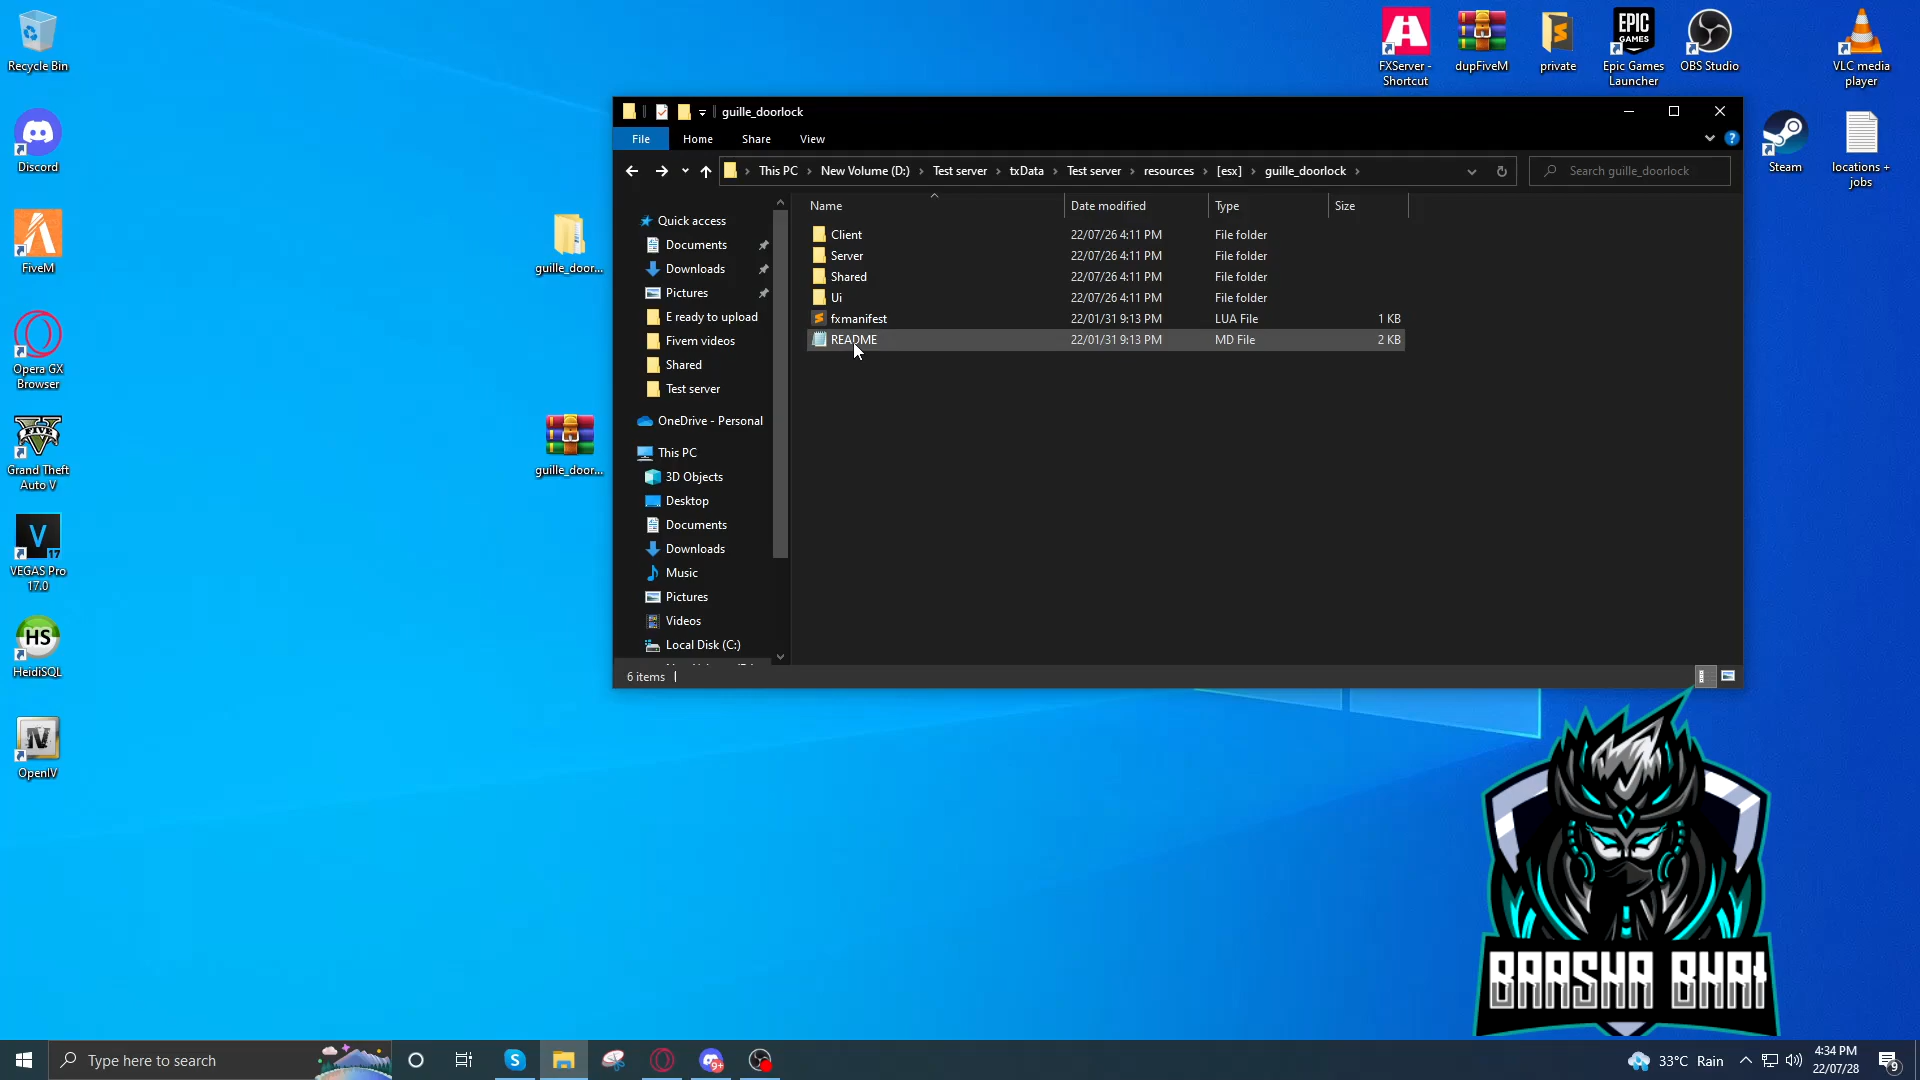 Recycle Bin
Discord
FiveM
Opera GX
Browser
Grand Theft
Auto V
VEGAS Pro
17.0
HeidiSQL
OpenIV
guille_door...
guille_door...
FXServer -
Shortcut
dupFiveM
private
Epic Games
Launcher
OBS Studio
VLC media
player
Steam
locations +
jobs
guille_doorlock
File
Home
Share
View
This PC
New Volume (D:)
Test server
txData
Test server
resources
[esx]
guille_doorlock
Search guille_doorlock
Quick access
Documents
Downloads
Pictures
E ready to upload
Fivem videos
Shared
Test server
OneDrive - Personal
This PC
3D Objects
Desktop
Documents
Downloads
Music
Pictures
Videos
Local Disk (C:)
Name Date modified Type Size
Client 22/07/26 4:11 PM File folder
Server 22/07/26 4:11 PM File folder
Shared 22/07/26 4:11 PM File folder
Ui 22/07/26 4:11 PM File folder
fxmanifest 22/01/31 9:13 PM LUA File 1 KB
README 22/01/31 9:13 PM MD File 2 KB
6 items
BAASHA BHAI
Type here to search
33°C Rain
4:34 PM
22/07/28